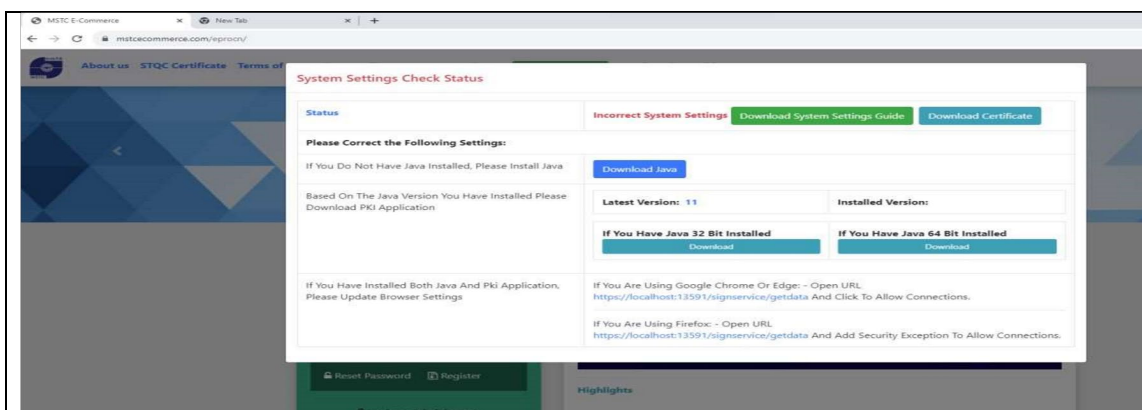 MSTC E-Commerce
New Tab
mstcecommerce.com/eprocn/
About us STQC Certificate Terms of
System Settings Check Status
Status
Incorrect System Settings Download System Settings Guide Download Certificate
Please Correct the Following Settings:
If You Do Not Have Java Installed, Please Install Java
Download Java
Based On The Java Version You Have Installed Please
Download PKI Application
Latest Version: 11
Installed Version:
If You Have Java 32 Bit Installed
Download
If You Have Java 64 Bit Installed
Download
If You Have Installed Both Java And Pki Application,
Please Update Browser Settings
If You Are Using Google Chrome Or Edge: - Open URL
https://localhost:13591/signservice/getdata And Click To Allow Connections.
If You Are Using Firefox: - Open URL
https://localhost:13591/signservice/getdata And Add Security Exception To Allow Connections.
Reset Password Register
Highlights